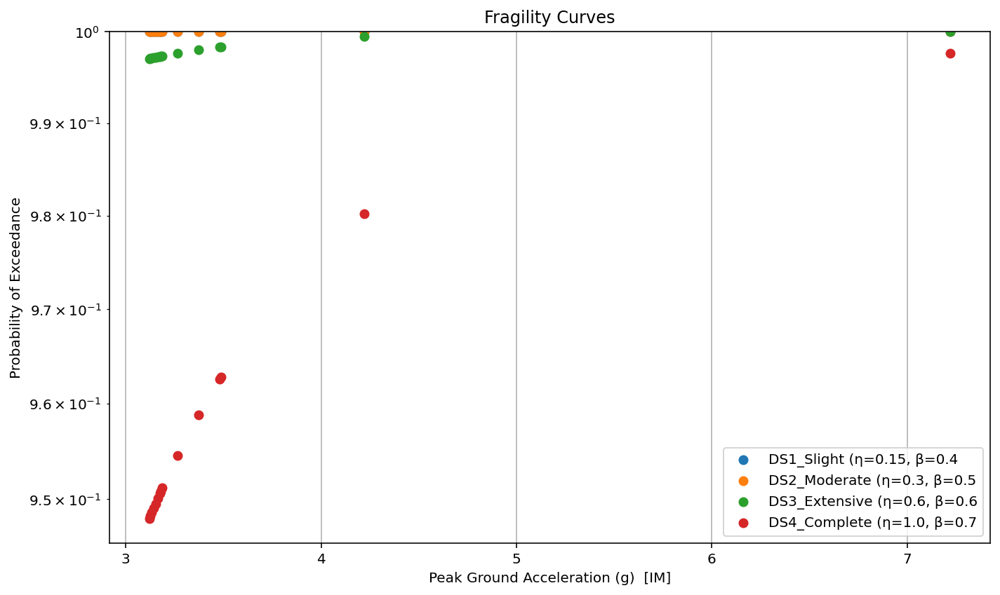 Fragility Curves
10⁰
9.9 × 10⁻¹
9.8 × 10⁻¹
9.7 × 10⁻¹
9.6 × 10⁻¹
9.5 × 10⁻¹
Probability of Exceedance
DS1_Slight (η=0.15, β=0.4
DS2_Moderate (η=0.3, β=0.5
DS3_Extensive (η=0.6, β=0.6
DS4_Complete (η=1.0, β=0.7
3 4 5 6 7
Peak Ground Acceleration (g)  [IM]